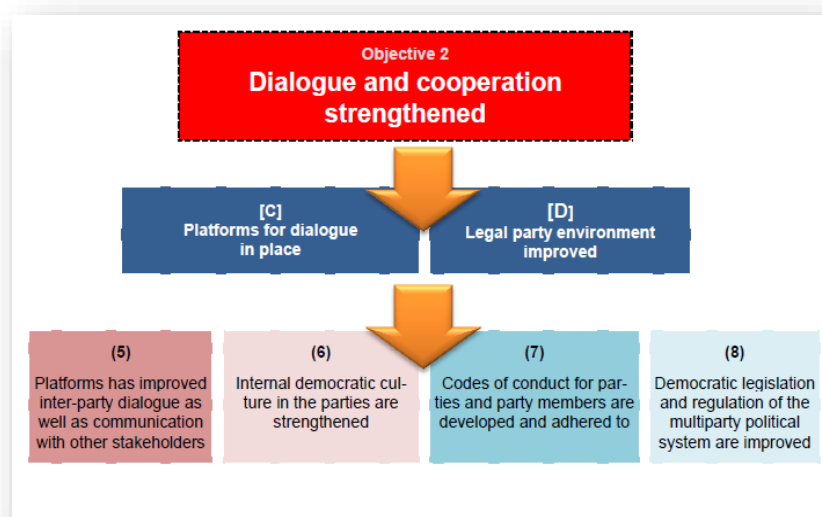 Objective 2
Dialogue and cooperation
strengthened
[C]
Platforms for dialogue
in place
[D]
Legal party environment
improved
(5)
Platforms has improved
inter-party dialogue as
well as communication
with other stakeholders
(6)
Internal democratic cul-
ture in the parties are
strengthened
(7)
Codes of conduct for par-
ties and party members are
developed and adhered to
(8)
Democratic legislation
and regulation of the
multiparty political
system are improved